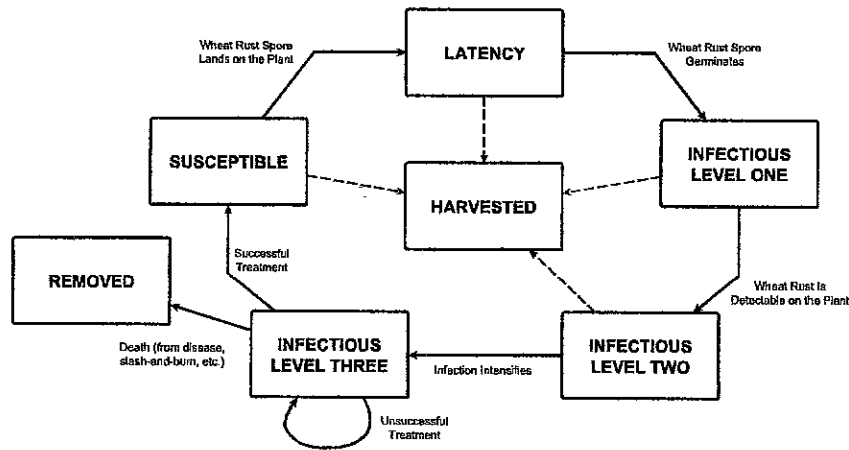 Wheat Rust Spore
Lands on the Plant
LATENCY
Wheat Rust Spore
Germinates
SUSCEPTIBLE
INFECTIOUS
LEVEL ONE
HARVESTED
Successful
Treatment
REMOVED
Wheat Rust Is
Detectable on the Plant
Death (from disease,
slash-and-burn, etc.)
INFECTIOUS
LEVEL THREE
Infection Intensifies
INFECTIOUS
LEVEL TWO
Unsuccessful
Treatment